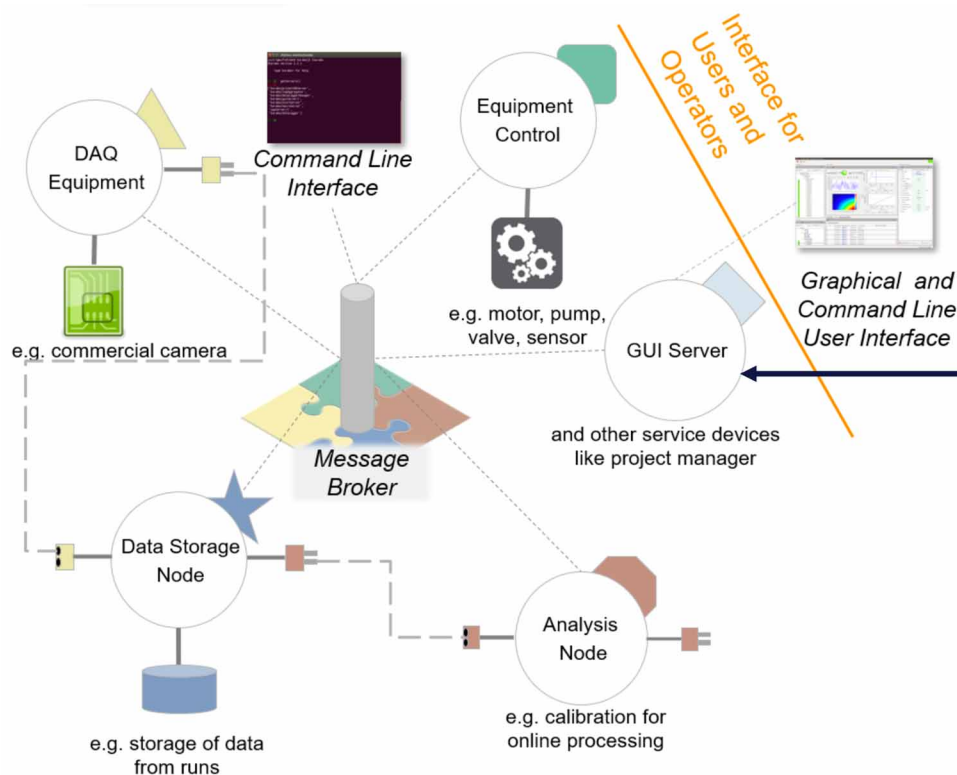 DAQ
Equipment
e.g. commercial camera
Command Line
Interface
Equipment
Control
e.g. motor, pump,
valve, sensor
Interface for
Users and
Operators
Graphical and
Command Line
User Interface
GUI Server
and other service devices
like project manager
Message
Broker
Data Storage
Node
e.g. storage of data
from runs
Analysis
Node
e.g. calibration for
online processing